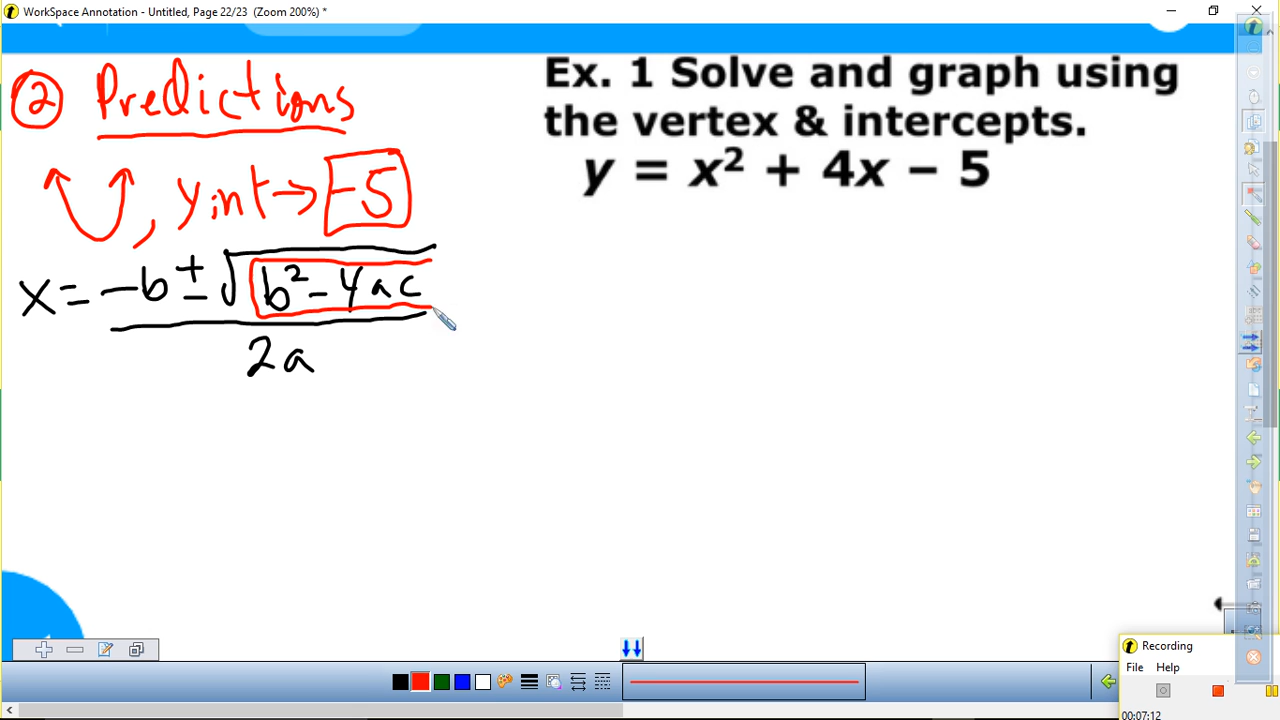 WorkSpace Annotation - Untitled, Page 22/23 (Zoom 200%) *
② Predictions
, yint → -5
x = -b ± √b² - 4ac
2a
Ex. 1 Solve and graph using
the vertex & intercepts.
y = x² + 4x – 5
Recording
File Help
00:07:12